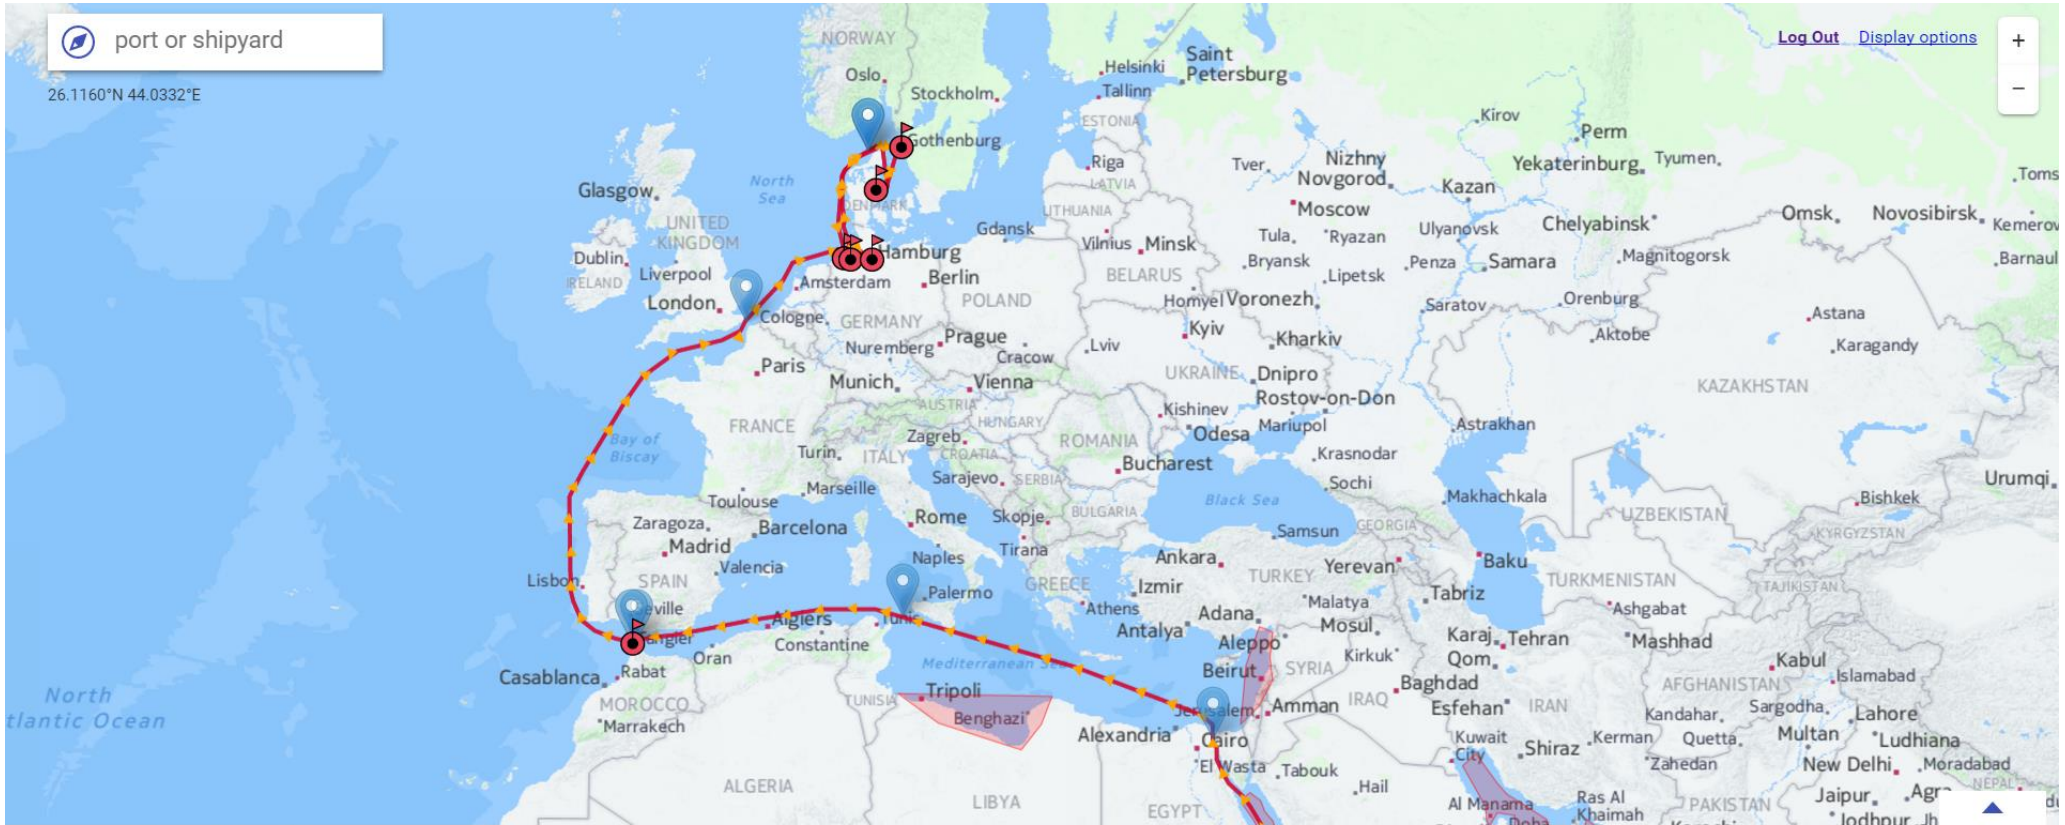 port or shipyard
Log Out Display options
+
−
26.1160°N 44.0332°E
NORWAY
Oslo
Stockholm
Helsinki
Tallinn
Saint
Petersburg
ESTONIA
Gothenburg
Riga
LATVIA
LITHUANIA
Kirov
Perm
Tver
Nizhny
Novgorod
Yekaterinburg
Tyumen
Kazan
Moscow
Ulyanovsk
Chelyabinsk
Omsk
Novosibirsk
Kemerov
Toms
North
Sea
Glasgow
UNITED
KINGDOM
DENMARK
Gdansk
Vilnius
Minsk
Tula
Ryazan
Dublin
IRELAND
Liverpool
London
Hamburg
Amsterdam
Berlin
BELARUS
Bryansk
Lipetsk
Penza
Samara
Magnitogorsk
Barnaul
Homyel
Voronezh
Saratov
Orenburg
Cologne
GERMANY
POLAND
Astana
Aktobe
Karagandy
Paris
Nuremberg
Prague
Cracow
Lviv
Kyiv
Kharkiv
Munich
Vienna
UKRAINE
Dnipro
Rostov-on-Don
KAZAKHSTAN
AUSTRIA
HUNGARY
Kishinev
Odesa
Mariupol
Astrakhan
FRANCE
Bay of
Biscay
Turin
ITALY
Zagreb
CROATIA
ROMANIA
Bucharest
Krasnodar
Sochi
Makhachkala
Urumqi
Sarajevo
SERBIA
Marseille
Toulouse
Black Sea
Bishkek
Zaragoza
Barcelona
Rome
Skopje
BULGARIA
Samsun
GEORGIA
UZBEKISTAN
KYRGYZSTAN
Madrid
Naples
Tirana
Ankara
Yerevan
Baku
Valencia
Lisbon
SPAIN
GREECE
Izmir
TURKEY
TURKMENISTAN
TAJIKISTAN
Palermo
Athens
Malatya
Tabriz
Ashgabat
Seville
Algiers
Tunis
Antalya
Adana
Mosul
Karaj
Tehran
Mashhad
Tangier
Constantine
Aleppo
Kirkuk
Qom
Kabul
Islamabad
Oran
Mediterranean Sea
Beirut
SYRIA
Baghdad
AFGHANISTAN
Casablanca
Rabat
MOROCCO
Marrakech
TUNISIA
Tripoli
Benghazi
Jerusalem
Amman
IRAQ
Esfehan
IRAN
Kandahar
Sargodha
Lahore
North
tlantic Ocean
Alexandria
Cairo
Kuwait
City
Shiraz
Kerman
Quetta
Multan
Ludhiana
El Wasta
Tabouk
Zahedan
New Delhi
Moradabad
ALGERIA
LIBYA
EGYPT
Hail
Al Manama
Doha
Ras Al
Khaimah
PAKISTAN
Jaipur
Agra
NEPAL
Jodhpur